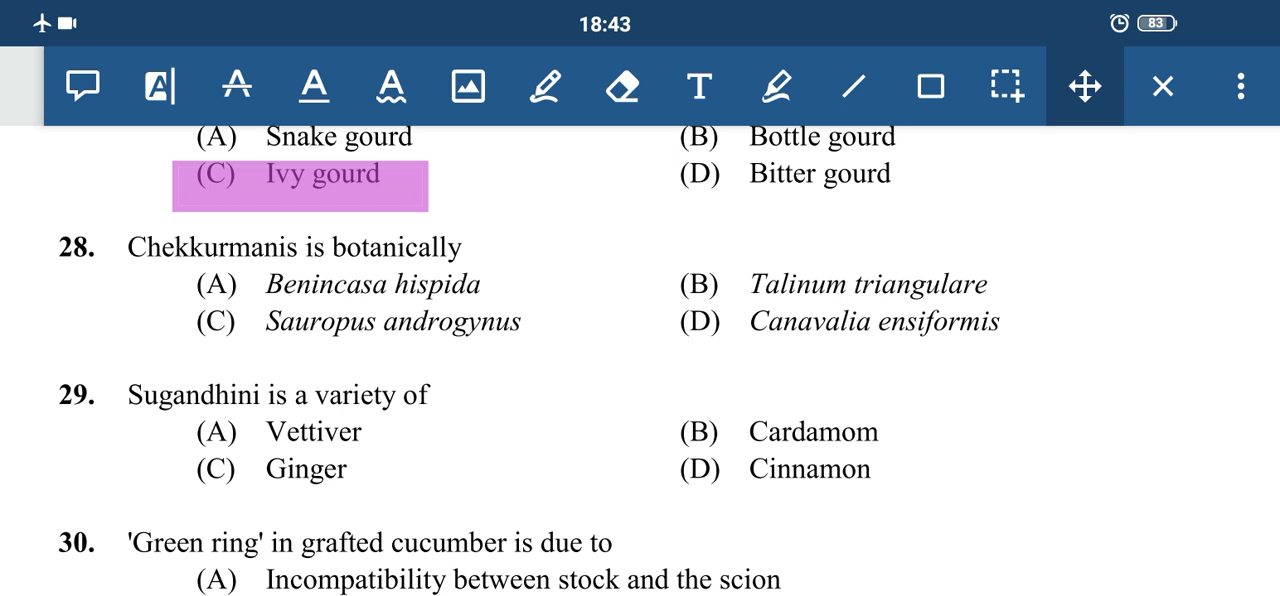 18:43
83
(A) Snake gourd (B) Bottle gourd
(C) Ivy gourd (D) Bitter gourd
28. Chekkurmanis is botanically
(A) Benincasa hispida (B) Talinum triangulare
(C) Sauropus androgynus (D) Canavalia ensiformis
29. Sugandhini is a variety of
(A) Vettiver (B) Cardamom
(C) Ginger (D) Cinnamon
30. 'Green ring' in grafted cucumber is due to
(A) Incompatibility between stock and the scion